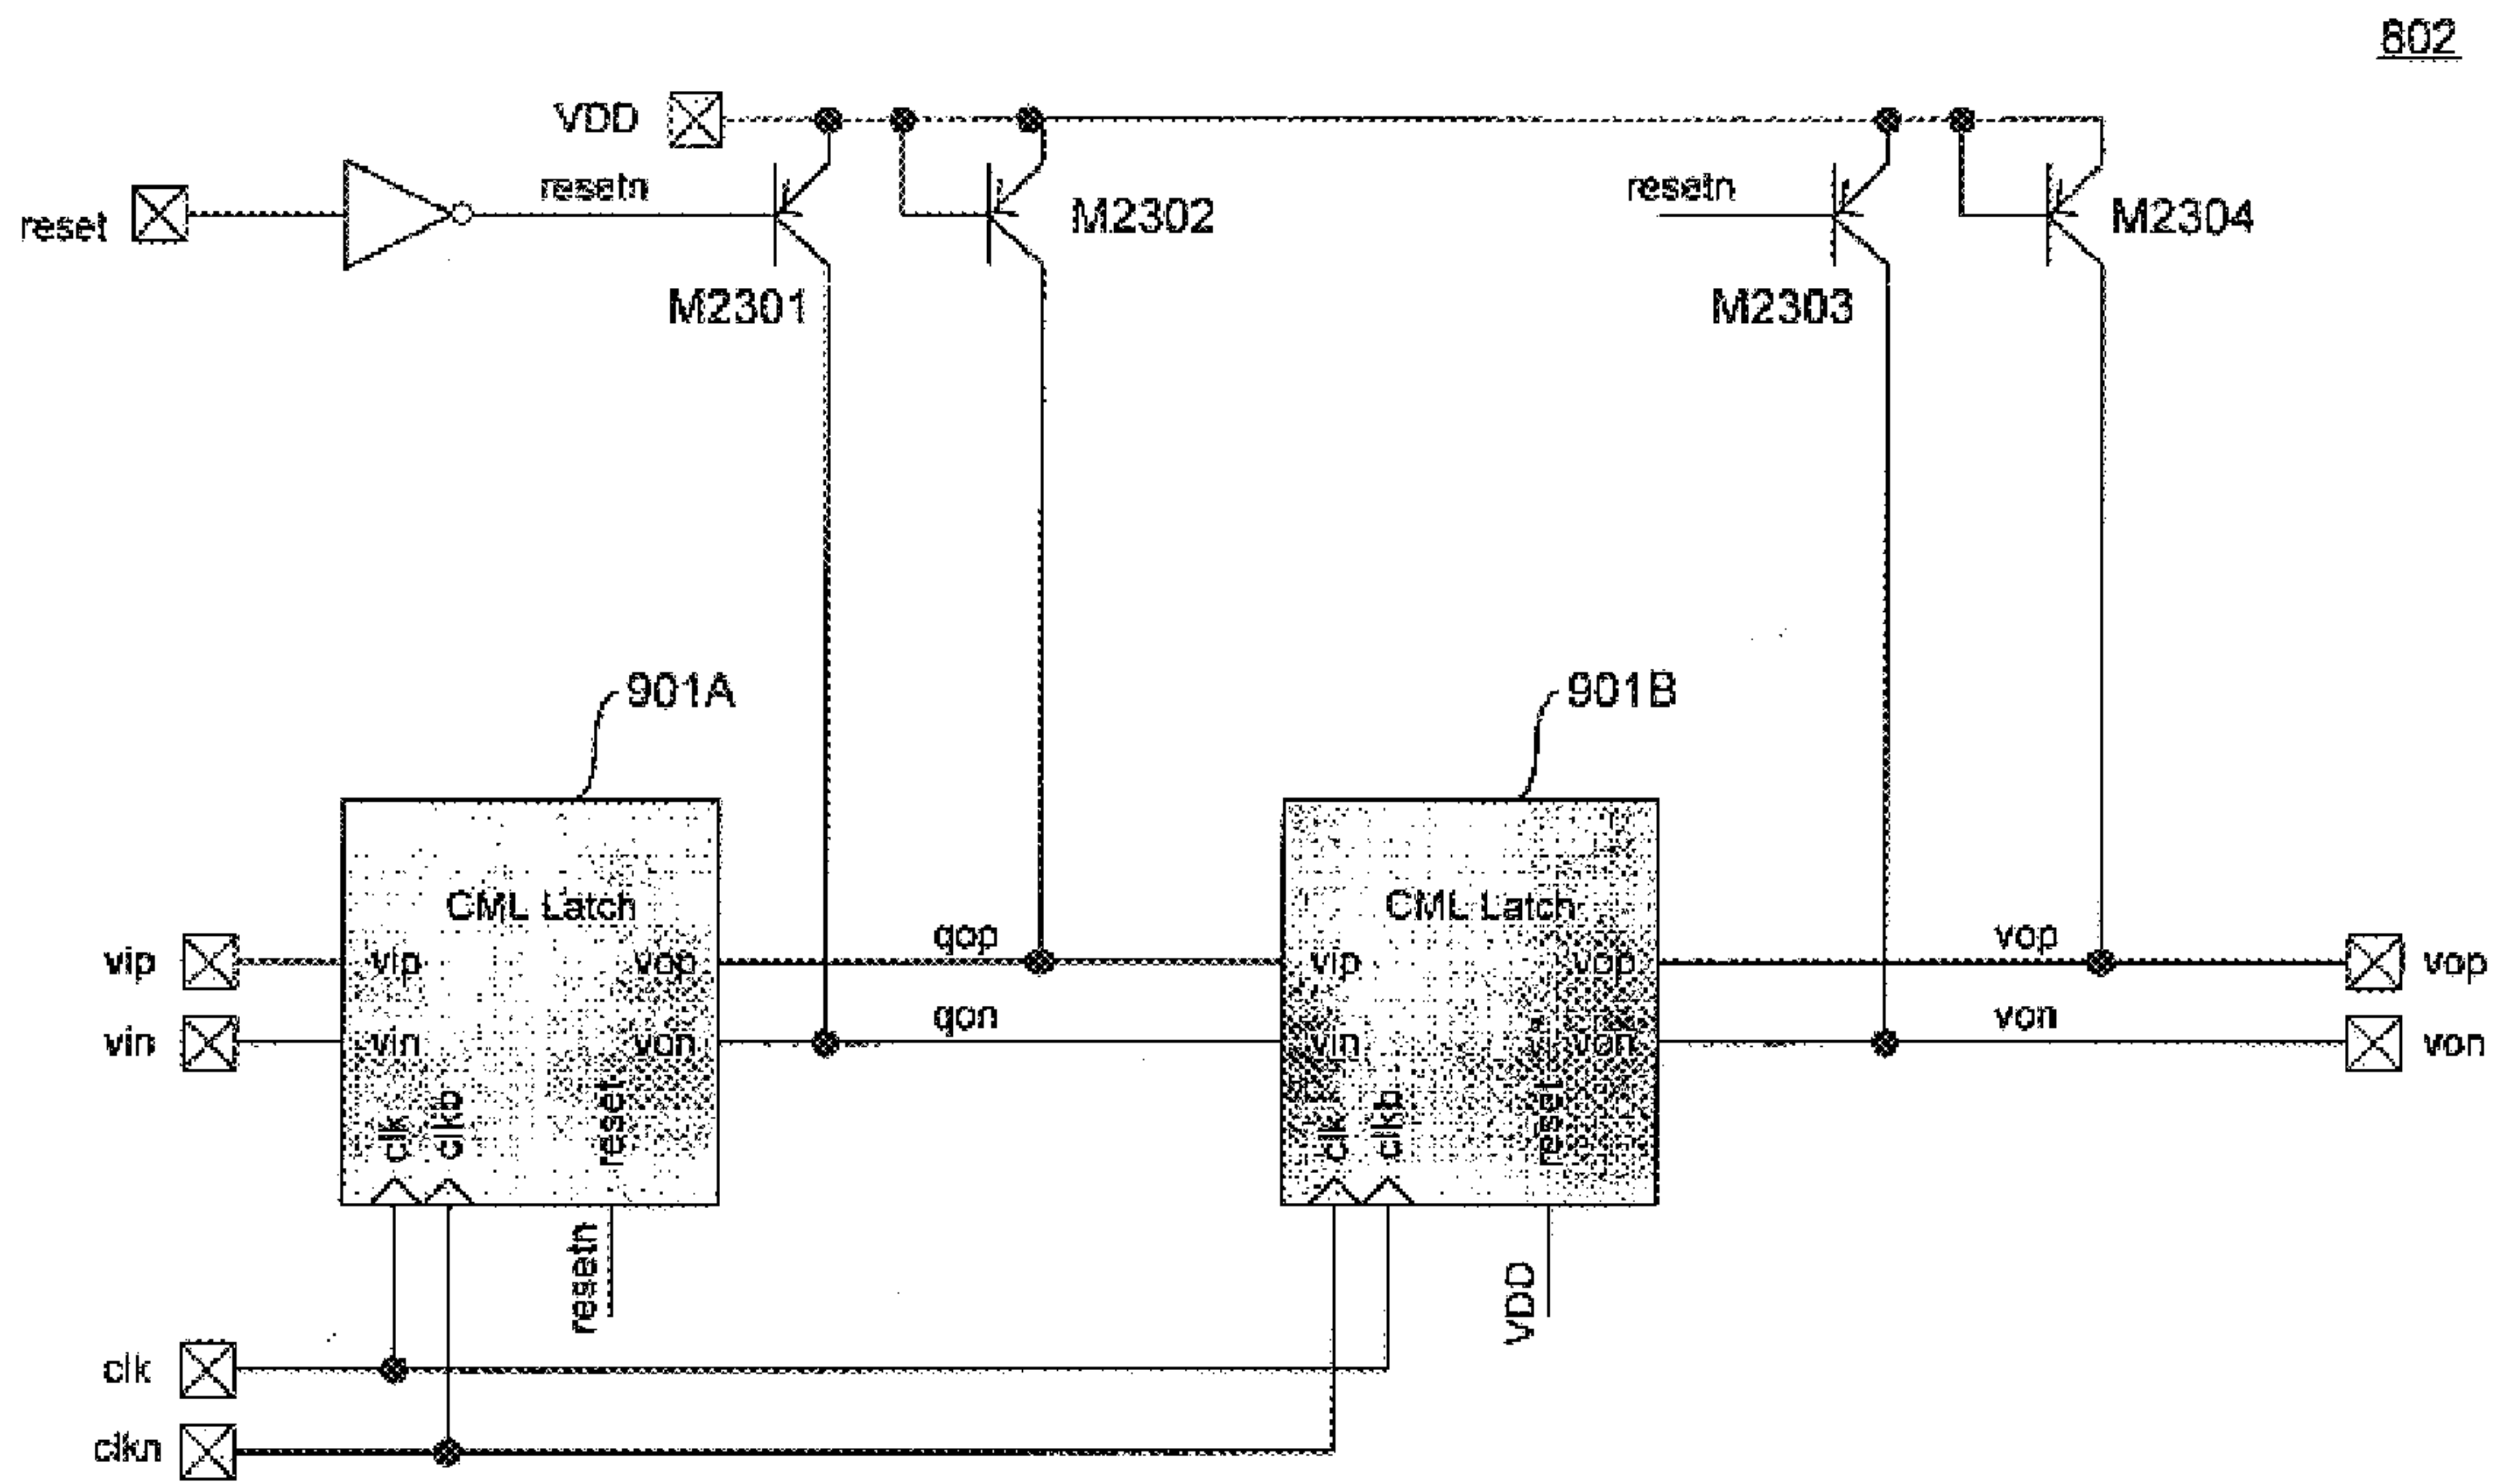 802
VDD
resetn
resetn
reset
M2302
M2304
M2301
M2303
901A
901B
CML Latch
CML Latch
vip
vip
vop
qop
vip
vop
vop
vop
vin
vin
von
qon
vin
von
von
von
clk
clkb
reset
clk
clkb
reset
resetn
VDD
clk
clkn